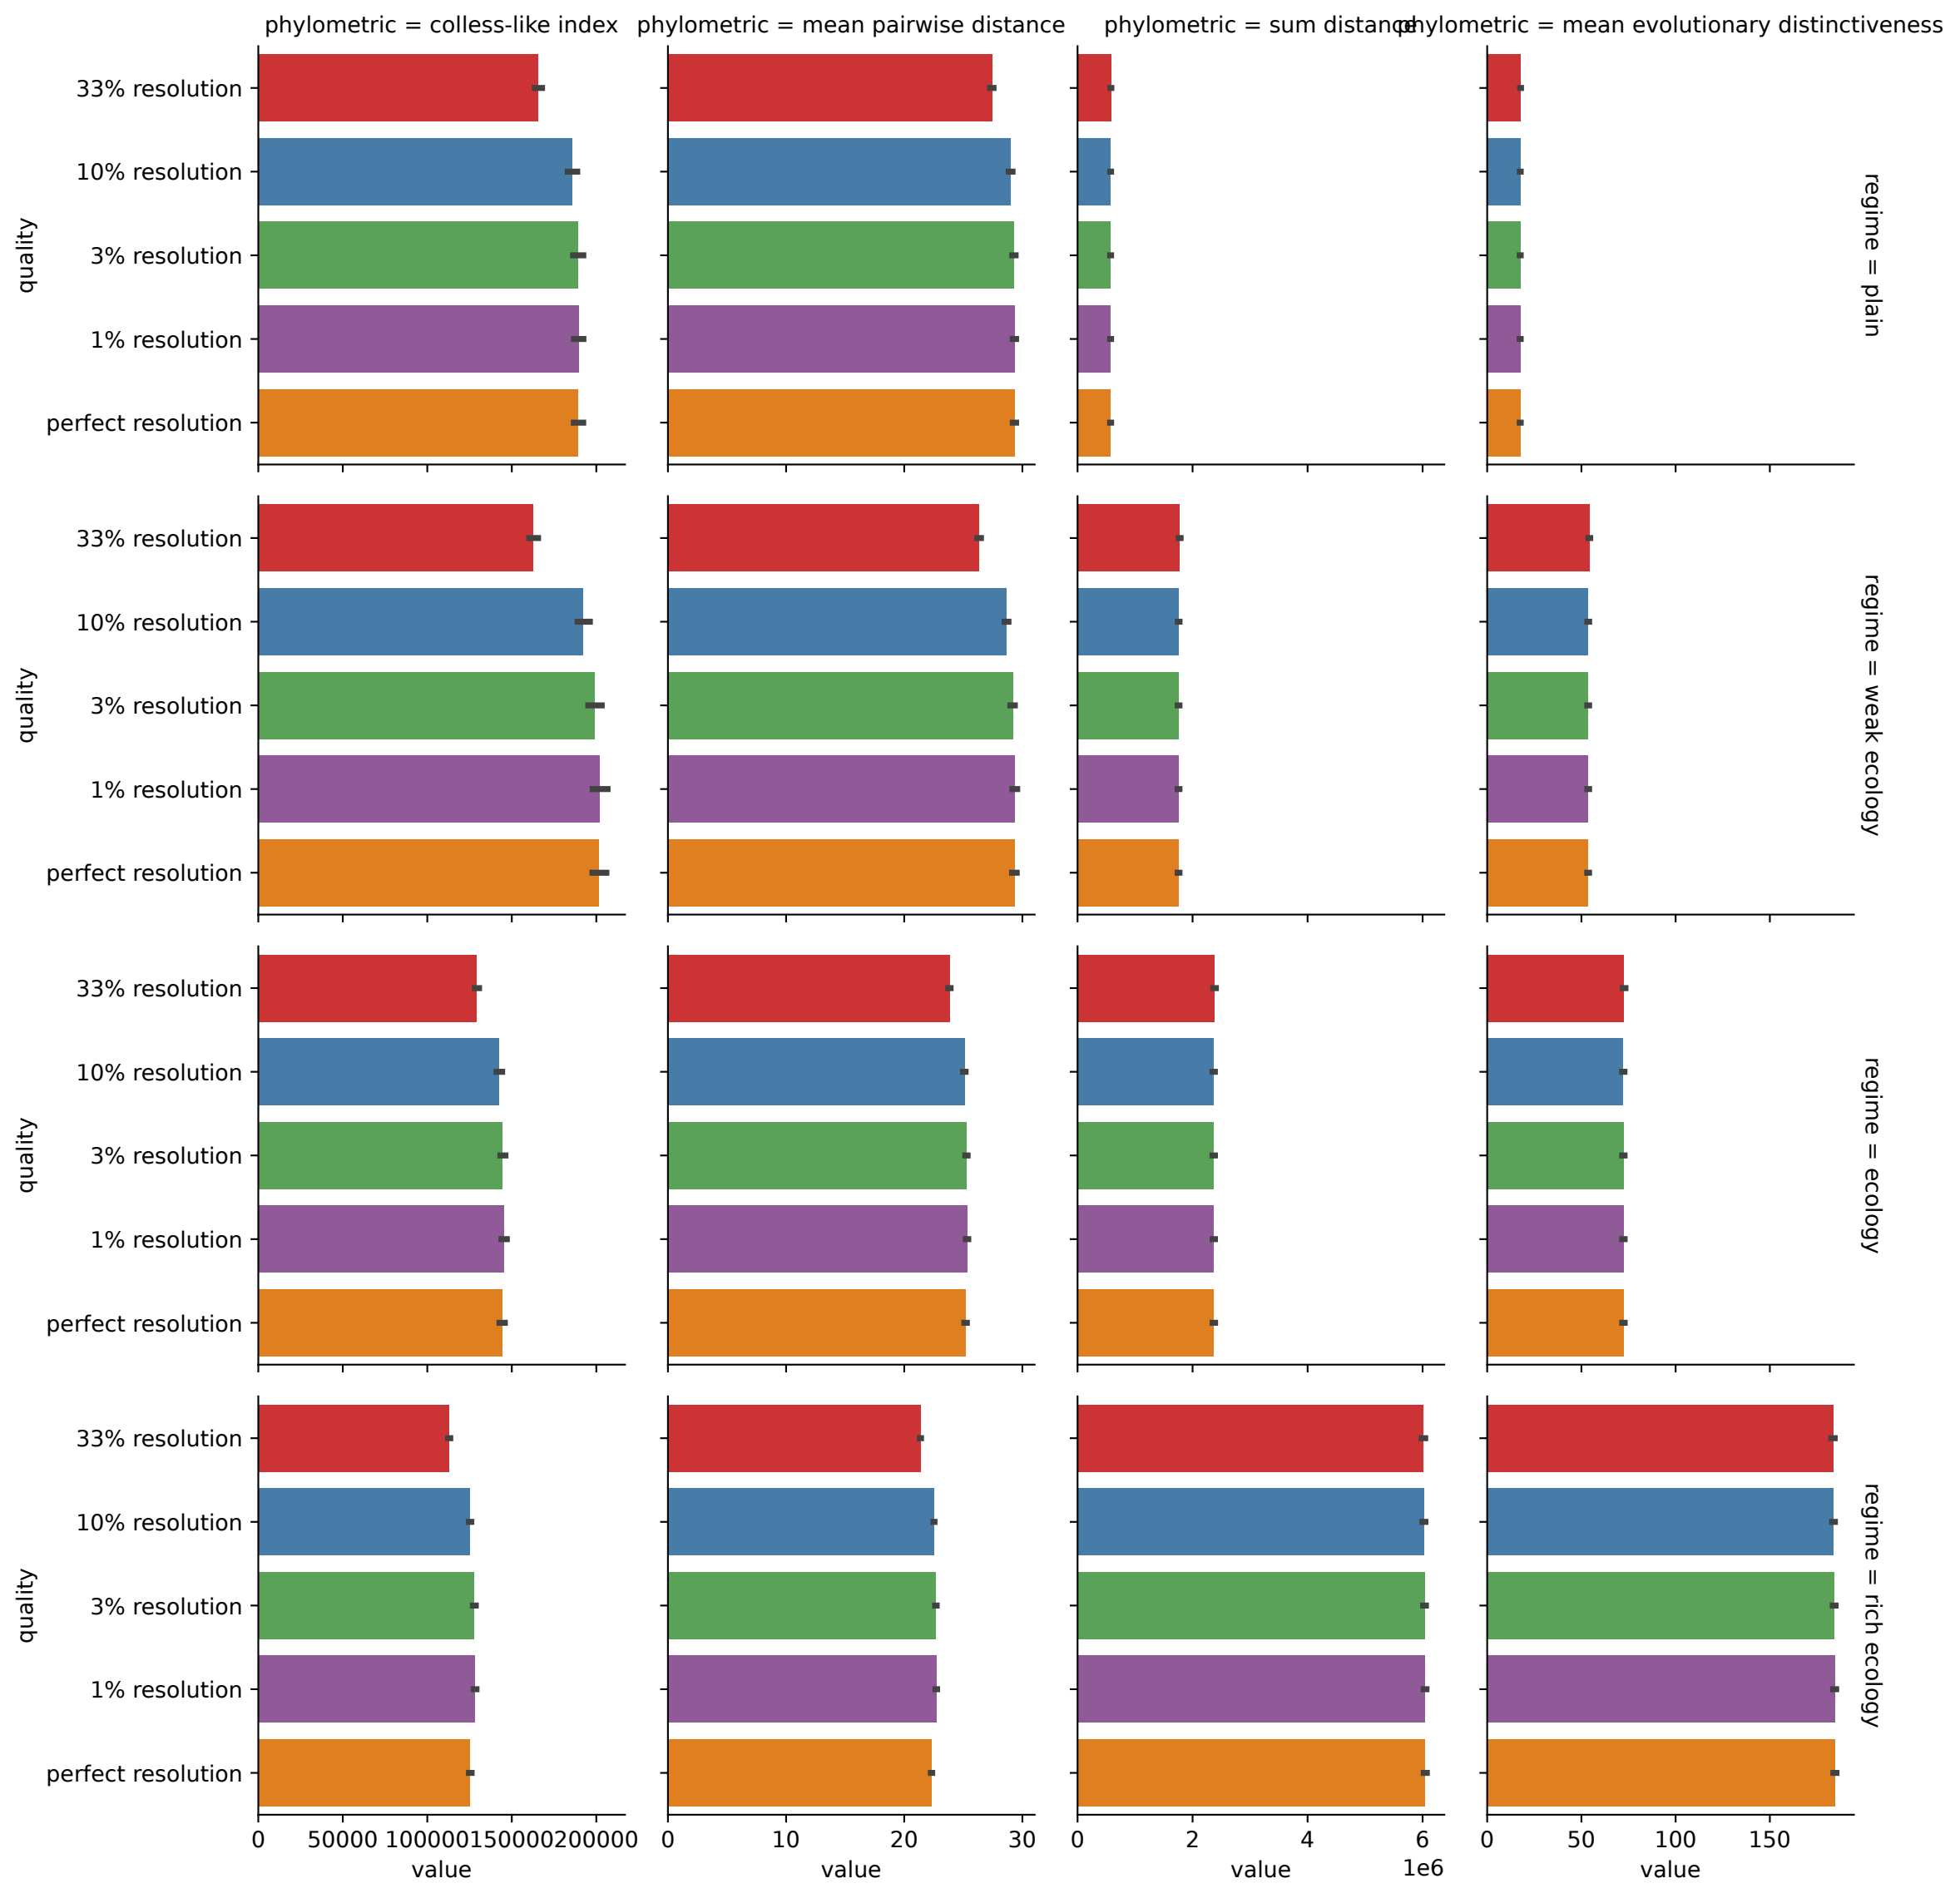 phylometric = colless-like index
phylometric = mean pairwise distance
phylometric = sum distance
phylometric = mean evolutionary distinctiveness
quality
33% resolution
10% resolution
3% resolution
1% resolution
perfect resolution
regime = plain
quality
33% resolution
10% resolution
3% resolution
1% resolution
perfect resolution
regime = weak ecology
quality
33% resolution
10% resolution
3% resolution
1% resolution
perfect resolution
regime = ecology
quality
33% resolution
10% resolution
3% resolution
1% resolution
perfect resolution
regime = rich ecology
0 50000 100000 150000 200000
value
0 10 20 30
value
0 2 4 6
1e6
value
0 50 100 150
value